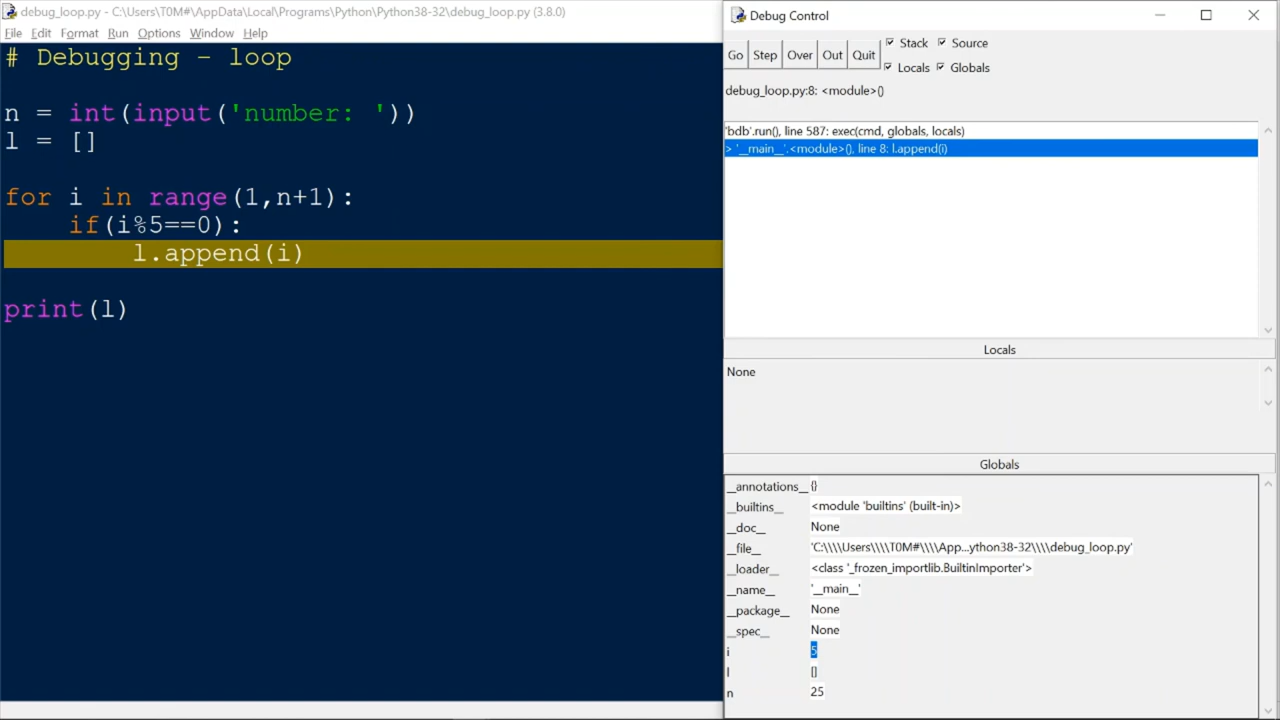 debug_loop.py - C:\Users\T0M#\AppData\Local\Programs\Python\Python38-32\debug_loop.py (3.8.0)
File Edit Format Run Options Window Help
# Debugging - loop
n = int(input('number: '))
l = []
for i in range(1,n+1):
if(i%5==0):
l.append(i)
print(l)
Debug Control
Go Step Over Out Quit
Stack Source
Locals Globals
debug_loop.py:8: <module>()
'bdb'.run(), line 587: exec(cmd, globals, locals)
> '__main__'.<module>(), line 8: l.append(i)
Locals
None
Globals
__annotations__ {}
__builtins__ <module 'builtins' (built-in)>
__doc__ None
__file__ 'C:\\\\Users\\\\T0M#\\\\App...ython38-32\\\\debug_loop.py'
__loader__ <class '_frozen_importlib.BuiltinImporter'>
__name__ '__main__'
__package__ None
__spec__ None
i 5
l []
n 25